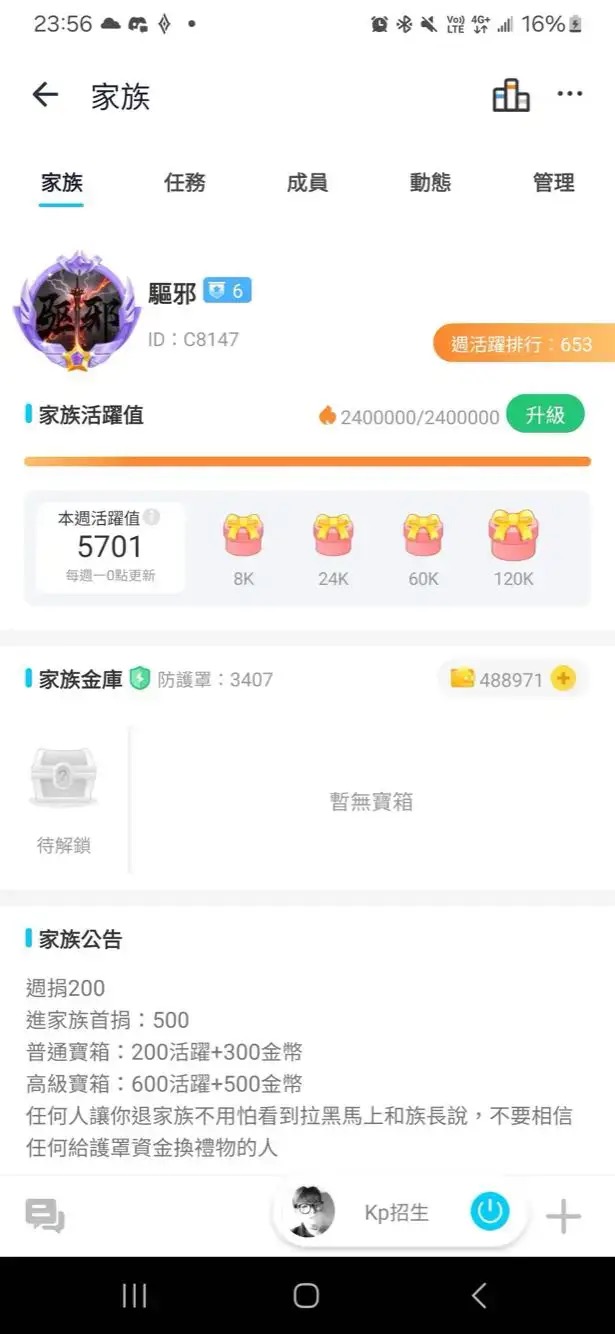 23:56
Vo)) LTE 4G+ 16%
家族
家族 任務 成員 動態 管理
驅邪
驅邪 6
ID：C8147
週活躍排行：653
家族活躍值 2400000/2400000 升級
本週活躍值
5701
每週一0點更新
8K 24K 60K 120K
家族金庫 防護罩：3407 488971
待解鎖
暫無寶箱
家族公告
週捐200
進家族首捐：500
普通寶箱：200活躍+300金幣
高級寶箱：600活躍+500金幣
任何人讓你退家族不用怕看到拉黑馬上和族長說，不要相信
任何給護罩資金換禮物的人
Kp招生